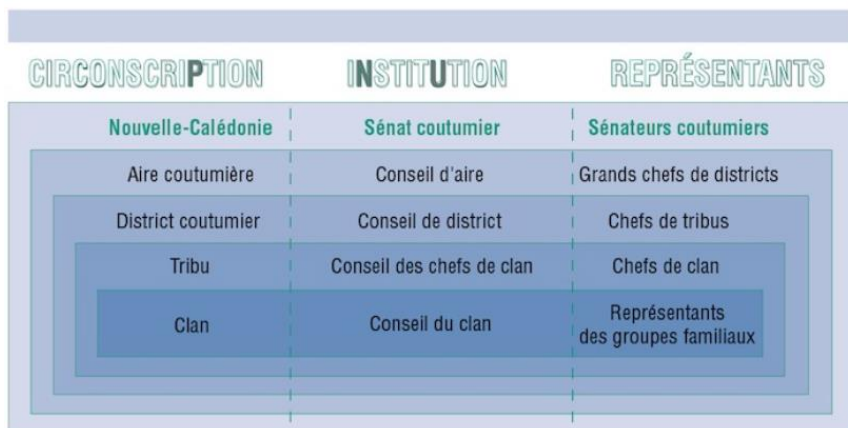 CIRCONSCRIPTION INSTITUTION REPRÉSENTANTS
Nouvelle-Calédonie Sénat coutumier Sénateurs coutumiers
Aire coutumière Conseil d'aire Grands chefs de districts
District coutumier Conseil de district Chefs de tribus
Tribu Conseil des chefs de clan Chefs de clan
Clan Conseil du clan Représentants
des groupes familiaux